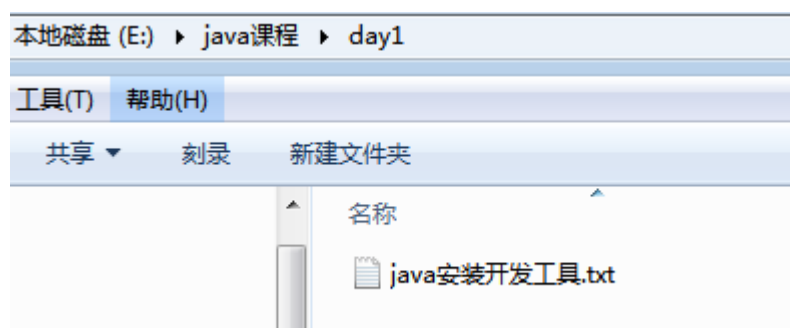 本地磁盘 (E:) ▸ java课程 ▸ day1
工具(T) 帮助(H)
共享 刻录 新建文件夹
名称
java安装开发工具.txt